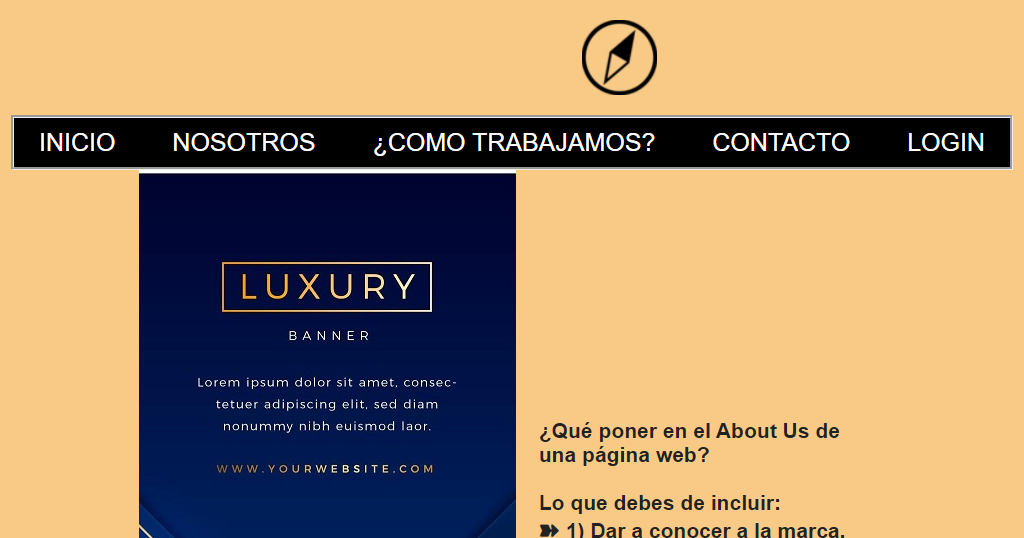 INICIO NOSOTROS ¿COMO TRABAJAMOS? CONTACTO LOGIN
LUXURY
BANNER
Lorem ipsum dolor sit amet, consec-
tetuer adipiscing elit, sed diam
nonummy nibh euismod laor.
WWW.YOURWEBSITE.COM
¿Qué poner en el About Us de
una página web?
Lo que debes de incluir:
➽ 1) Dar a conocer a la marca.